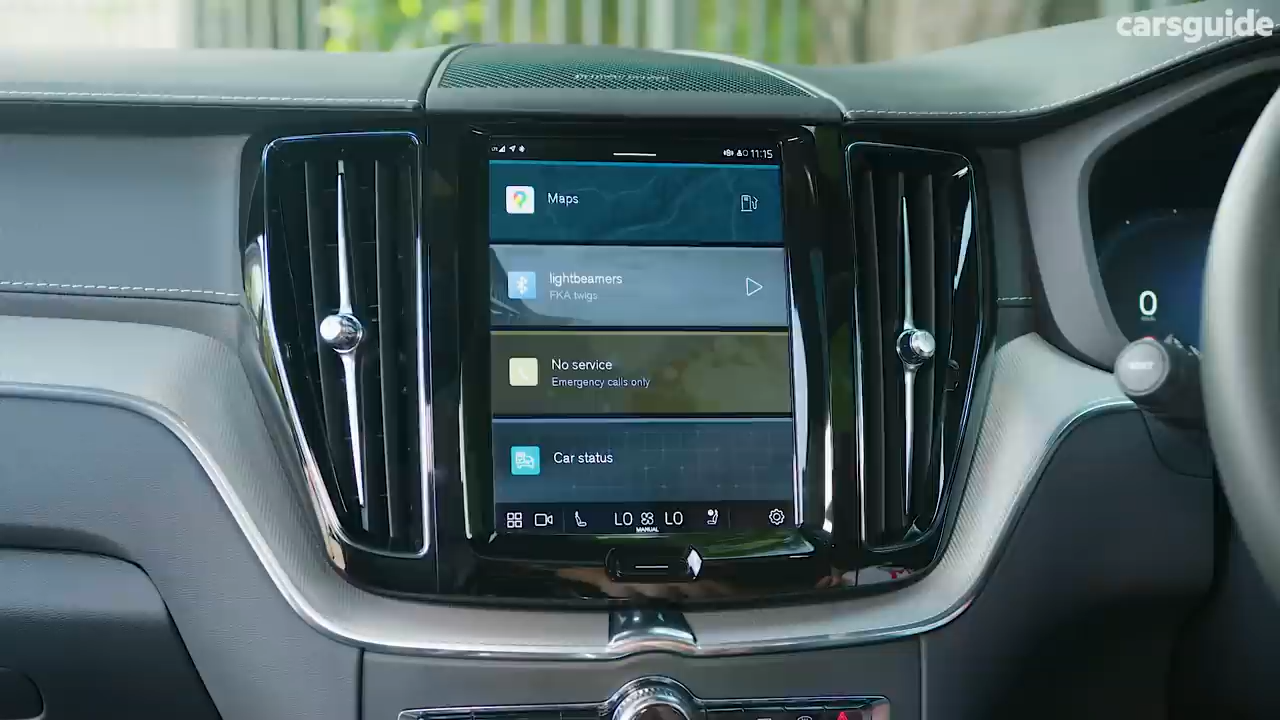 carsguide
11:15
Maps
lightbeamers
FKA twigs
No service
Emergency calls only
Car status
LO LO
MANUAL
0